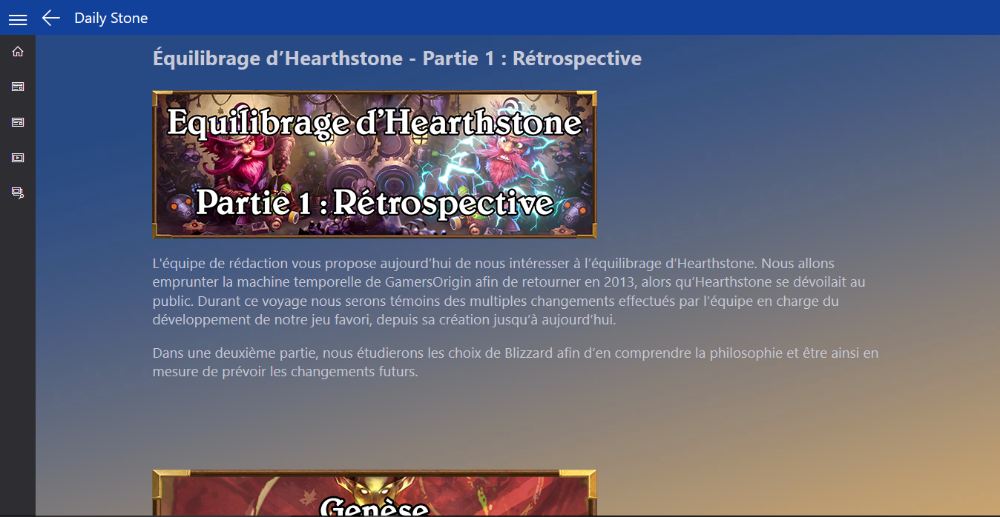 Daily Stone
Équilibrage d’Hearthstone - Partie 1 : Rétrospective
Equilibrage d’Hearthstone
Partie 1 : Rétrospective
L'équipe de rédaction vous propose aujourd’hui de nous intéresser à l’équilibrage d’Hearthstone. Nous allons
emprunter la machine temporelle de GamersOrigin afin de retourner en 2013, alors qu’Hearthstone se dévoilait au
public. Durant ce voyage nous serons témoins des multiples changements effectués par l’équipe en charge du
développement de notre jeu favori, depuis sa création jusqu’à aujourd’hui.
Dans une deuxième partie, nous étudierons les choix de Blizzard afin d’en comprendre la philosophie et être ainsi en
mesure de prévoir les changements futurs.
Genèse